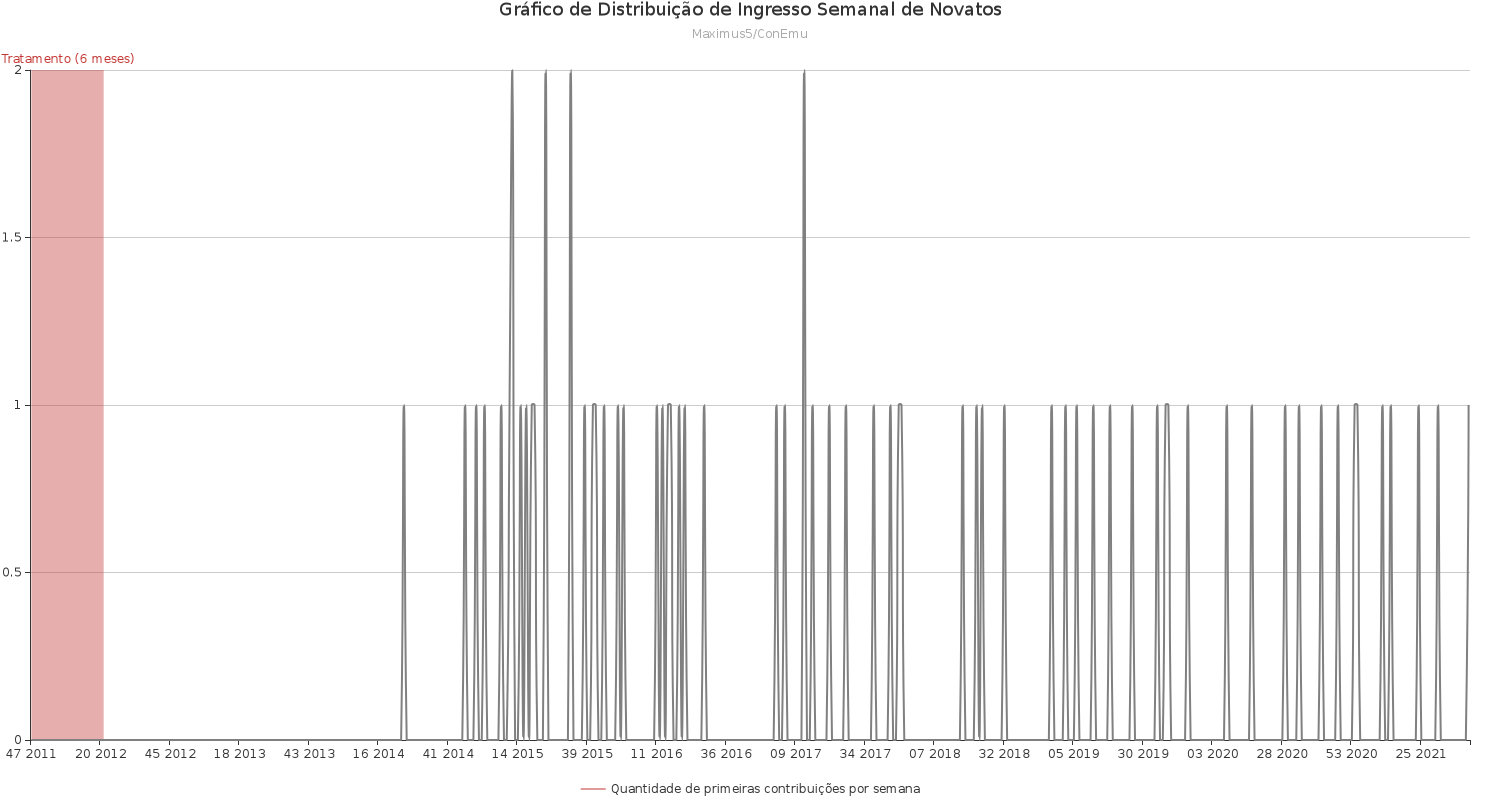 Gráfico de Distribuição de Ingresso Semanal de Novatos
Maximus5/ConEmu
Tratamento (6 meses)
2
1.5
1
0.5
0
47 2011 20 2012 45 2012 18 2013 43 2013 16 2014 41 2014 14 2015 39 2015 11 2016 36 2016 09 2017 34 2017 07 2018 32 2018 05 2019 30 2019 03 2020 28 2020 53 2020 25 2021
Quantidade de primeiras contribuições por semana